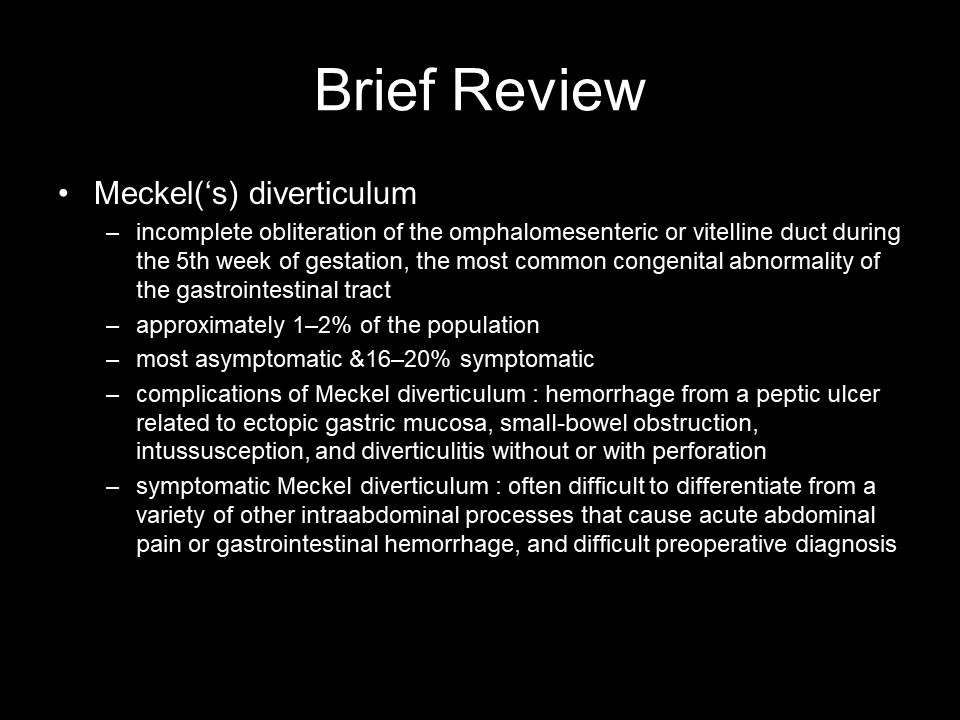 Brief Review
• Meckel(‘s) diverticulum
– incomplete obliteration of the omphalomesenteric or vitelline duct during
the 5th week of gestation, the most common congenital abnormality of
the gastrointestinal tract
– approximately 1–2% of the population
– most asymptomatic &16–20% symptomatic
– complications of Meckel diverticulum : hemorrhage from a peptic ulcer
related to ectopic gastric mucosa, small-bowel obstruction,
intussusception, and diverticulitis without or with perforation
– symptomatic Meckel diverticulum : often difficult to differentiate from a
variety of other intraabdominal processes that cause acute abdominal
pain or gastrointestinal hemorrhage, and difficult preoperative diagnosis